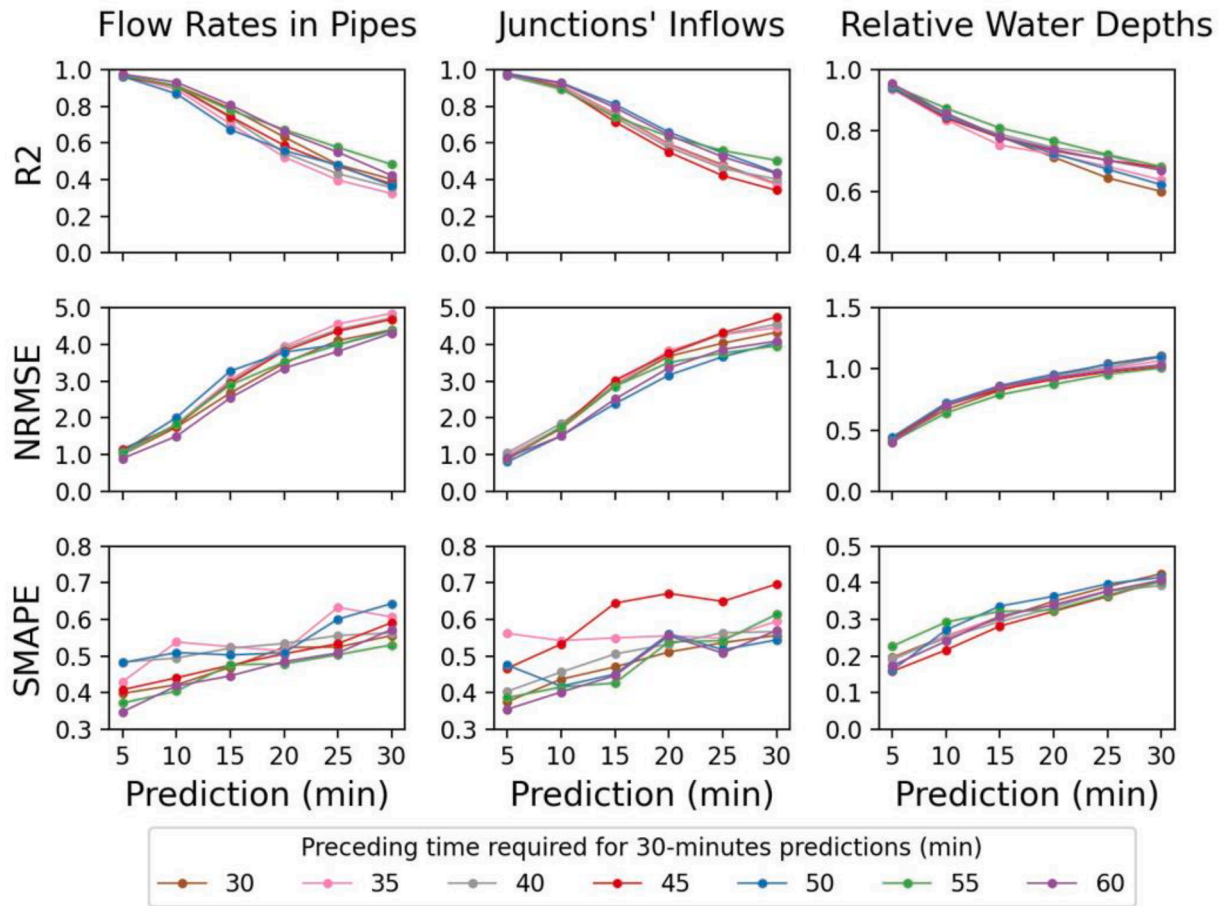 Flow Rates in Pipes Junctions' Inflows Relative Water Depths
R2
1.0 0.8 0.6 0.4 0.2 0.0
1.0 0.8 0.6 0.4 0.2 0.0
1.0 0.8 0.6 0.4
NRMSE
5.0 4.0 3.0 2.0 1.0 0.0
5.0 4.0 3.0 2.0 1.0 0.0
1.5 1.0 0.5 0.0
SMAPE
0.8 0.7 0.6 0.5 0.4 0.3
0.8 0.7 0.6 0.5 0.4 0.3
0.5 0.4 0.3 0.2 0.1 0.0
5 10 15 20 25 30 5 10 15 20 25 30 5 10 15 20 25 30
Prediction (min) Prediction (min) Prediction (min)
Preceding time required for 30-minutes predictions (min)
30 35 40 45 50 55 60